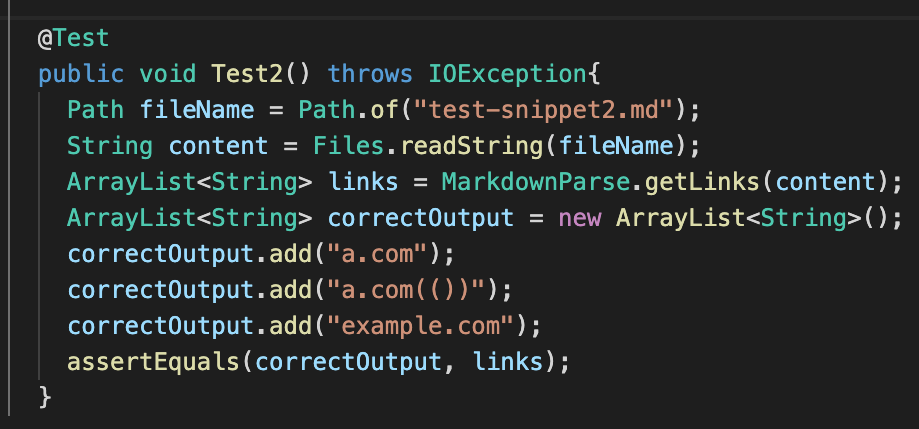 @Test
public void Test2() throws IOException{
Path fileName = Path.of("test-snippet2.md");
String content = Files.readString(fileName);
ArrayList<String> links = MarkdownParse.getLinks(content);
ArrayList<String> correctOutput = new ArrayList<String>();
correctOutput.add("a.com");
correctOutput.add("a.com(())");
correctOutput.add("example.com");
assertEquals(correctOutput, links);
}